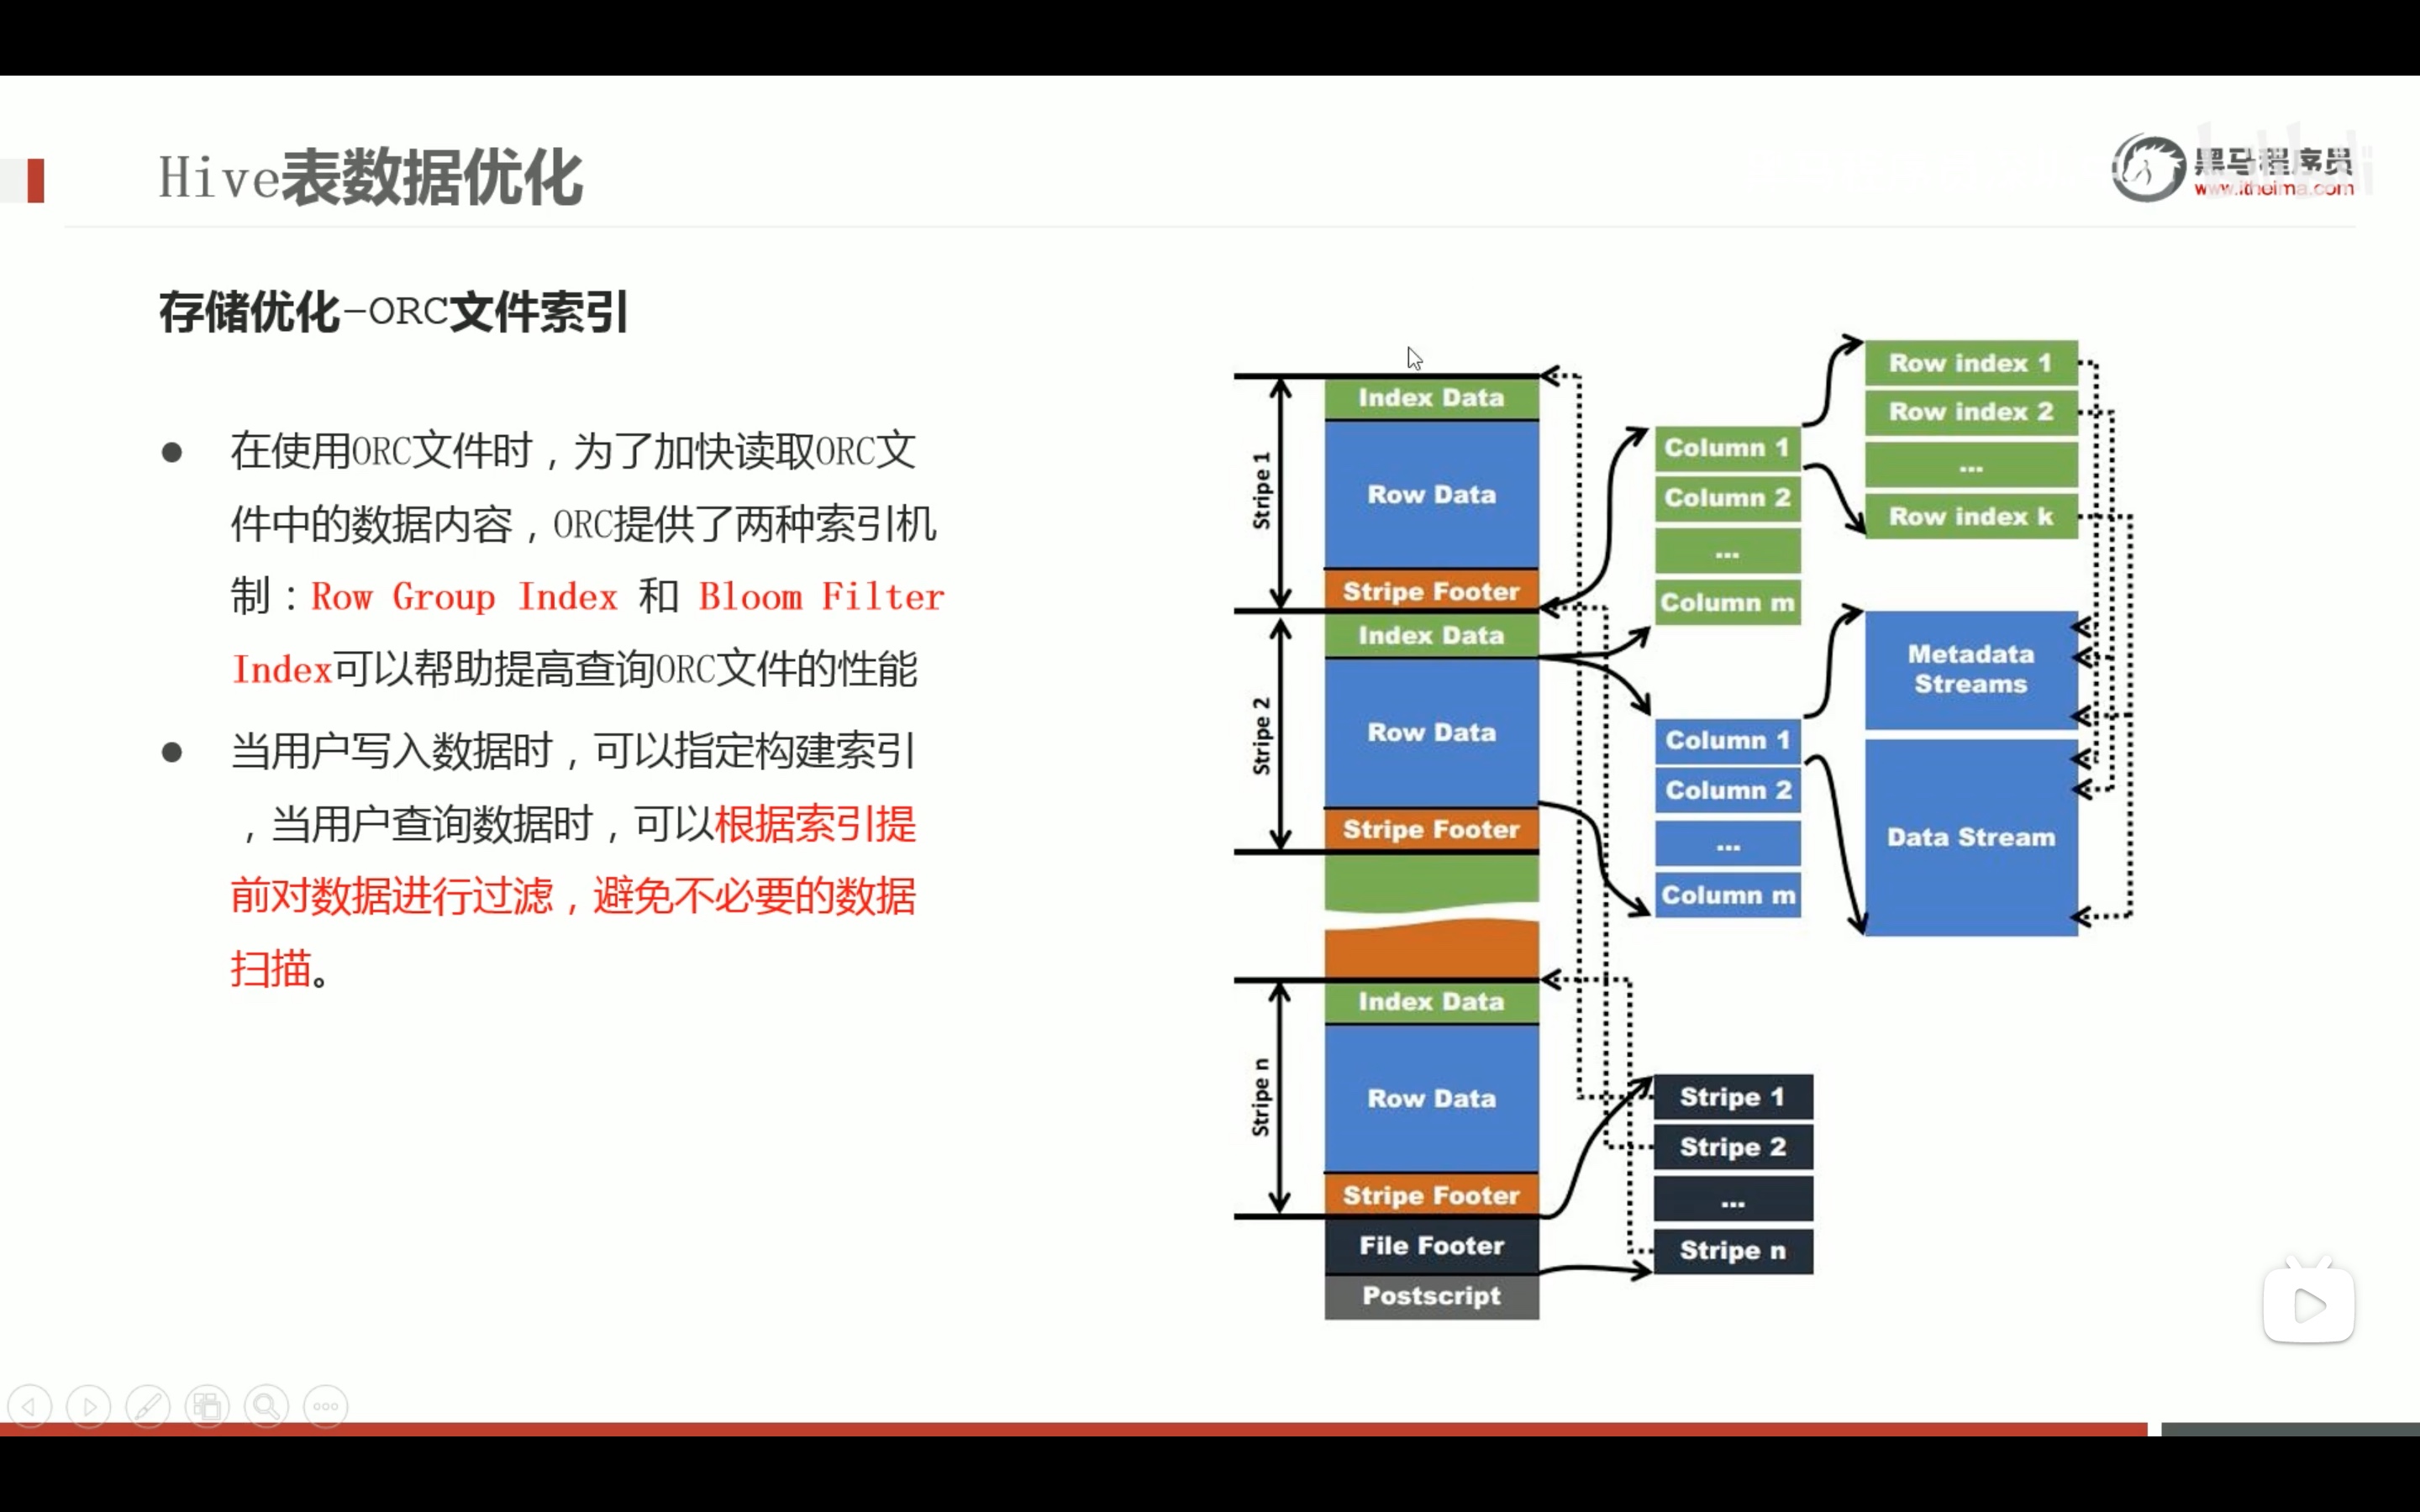 Hive表数据优化
黑马程序员
www.itheima.com
存储优化-ORC文件索引
● 在使用ORC文件时，为了加快读取ORC文
件中的数据内容，ORC提供了两种索引机
制：Row Group Index 和 Bloom Filter
Index可以帮助提高查询ORC文件的性能
● 当用户写入数据时，可以指定构建索引
，当用户查询数据时，可以根据索引提
前对数据进行过滤，避免不必要的数据
扫描。
Stripe 1
Index Data
Row Data
Stripe Footer
Stripe 2
Index Data
Row Data
Stripe Footer
Stripe n
Index Data
Row Data
Stripe Footer
File Footer
Postscript
Column 1
Column 2
...
Column m
Column 1
Column 2
...
Column m
Row index 1
Row index 2
...
Row index k
Metadada
Streams
Data Stream
Stripe 1
Stripe 2
...
Stripe n